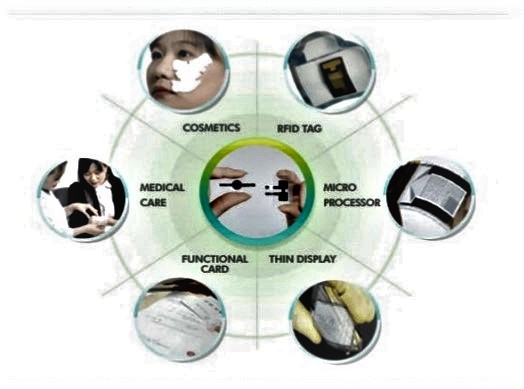 COSMETICS
RFID TAG
MEDICAL
CARE
MICRO
PROCESSOR
FUNCTIONAL
CARD
THIN DISPLAY